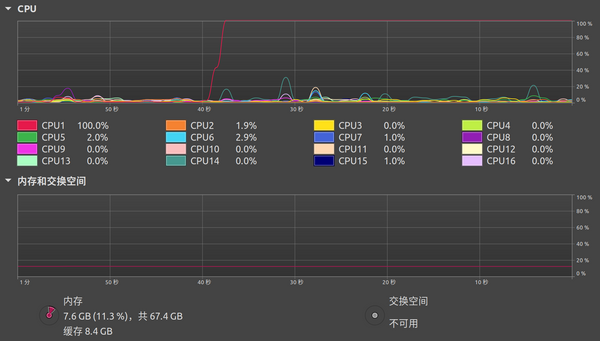 CPU
100 %
80 %
60 %
40 %
20 %
0 %
1 分 50 秒 40 秒 30 秒 20 秒 10 秒
CPU1 100.0% CPU2 1.9% CPU3 0.0% CPU4 0.0%
CPU5 2.0% CPU6 2.9% CPU7 1.0% CPU8 0.0%
CPU9 0.0% CPU10 0.0% CPU11 0.0% CPU12 0.0%
CPU13 0.0% CPU14 0.0% CPU15 1.0% CPU16 0.0%
内存和交换空间
100 %
80 %
60 %
40 %
20 %
0 %
1 分 50 秒 40 秒 30 秒 20 秒 10 秒
内存
7.6 GB (11.3 %)，共 67.4 GB
缓存 8.4 GB
交换空间
不可用